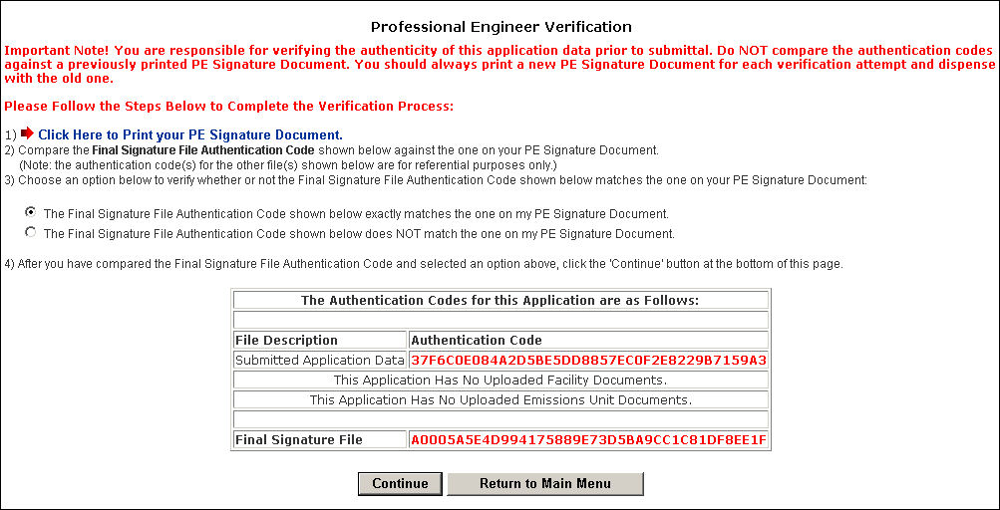 Professional Engineer Verification
Important Note! You are responsible for verifying the authenticity of this application data prior to submittal. Do NOT compare the authentication codes
against a previously printed PE Signature Document. You should always print a new PE Signature Document for each verification attempt and dispense
with the old one.
Please Follow the Steps Below to Complete the Verification Process:
1) Click Here to Print your PE Signature Document.
2) Compare the Final Signature File Authentication Code shown below against the one on your PE Signature Document.
(Note: the authentication code(s) for the other file(s) shown below are for referential purposes only.)
3) Choose an option below to verify whether or not the Final Signature File Authentication Code shown below matches the one on your PE Signature Document:
The Final Signature File Authentication Code shown below exactly matches the one on my PE Signature Document.
The Final Signature File Authentication Code shown below does NOT match the one on my PE Signature Document.
4) After you have compared the Final Signature File Authentication Code and selected an option above, click the 'Continue' button at the bottom of this page.
The Authentication Codes for this Application are as Follows:
File Description Authentication Code
Submitted Application Data 37F6C0E084A2D5BE5DD8857EC0F2E8229B7159A3
This Application Has No Uploaded Facility Documents.
This Application Has No Uploaded Emissions Unit Documents.
Final Signature File A0005A5E4D994175889E73D5BA9CC1C81DF8EE1F
Continue Return to Main Menu